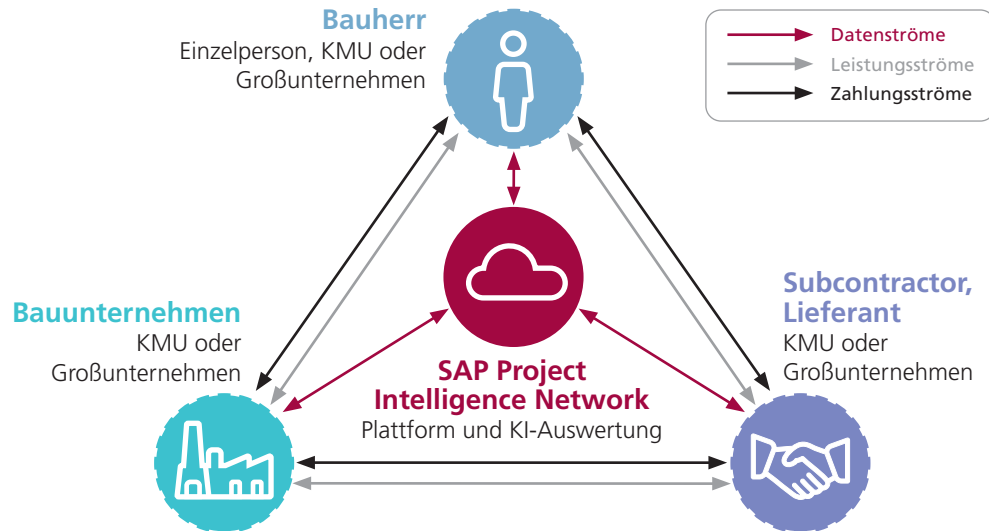 Bauherr
Einzelperson, KMU oder
Großunternehmen
Datenströme
Leistungsströme
Zahlungsströme
Bauunternehmen
KMU oder
Großunternehmen
Subcontractor,
Lieferant
KMU oder
Großunternehmen
SAP Project
Intelligence Network
Plattform und KI-Auswertung